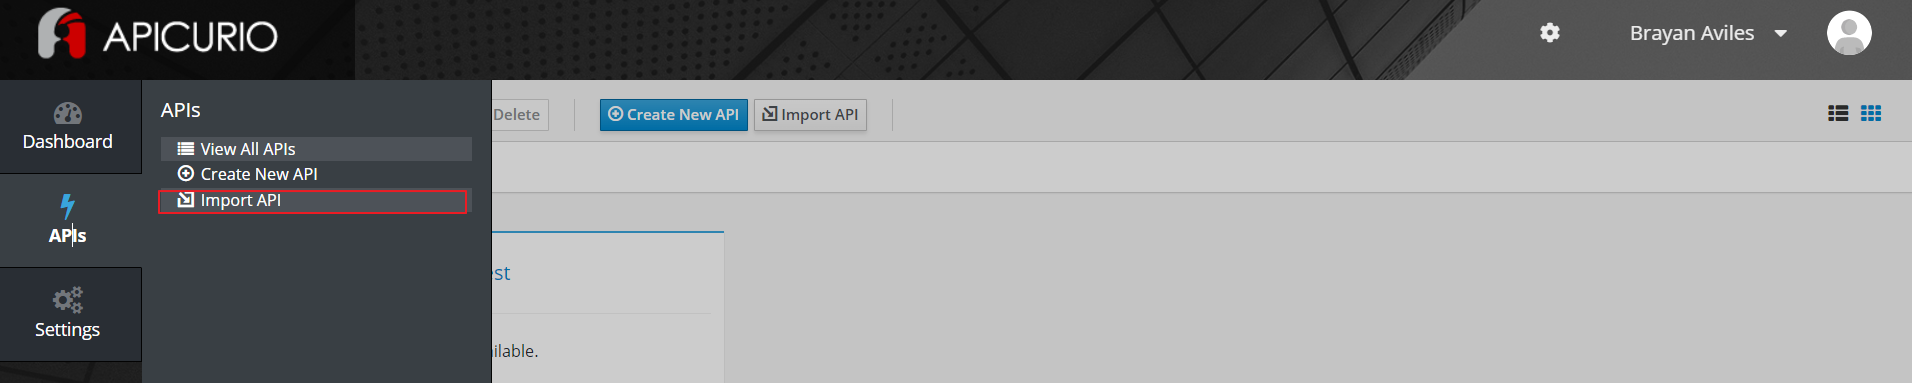 APICURIO
Brayan Aviles
Dashboard
APIs
Settings
APIs
View All APIs
Create New API
Import API
Delete
Create New API
Import API
est
ilable.